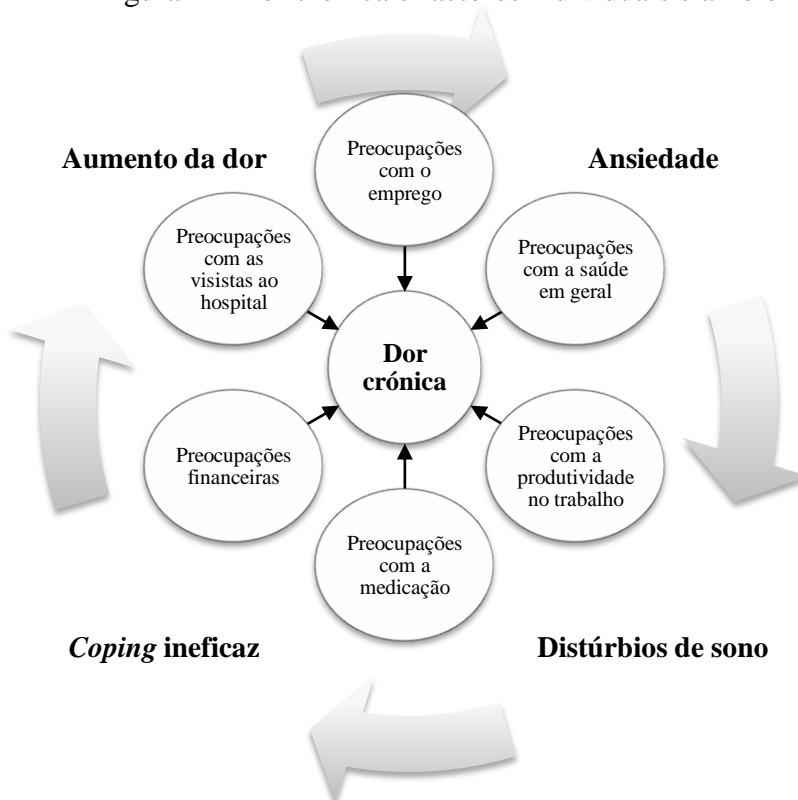 Preocupações
com o
emprego
Aumento da dor
Ansiedade
Preocupações
com as
visistas ao
hospital
Preocupações
com a saúde
em geral
Dor
crónica
Preocupações
financeiras
Preocupações
com a
produtividade
no trabalho
Preocupações
com a
medicação
Coping ineficaz
Distúrbios de sono